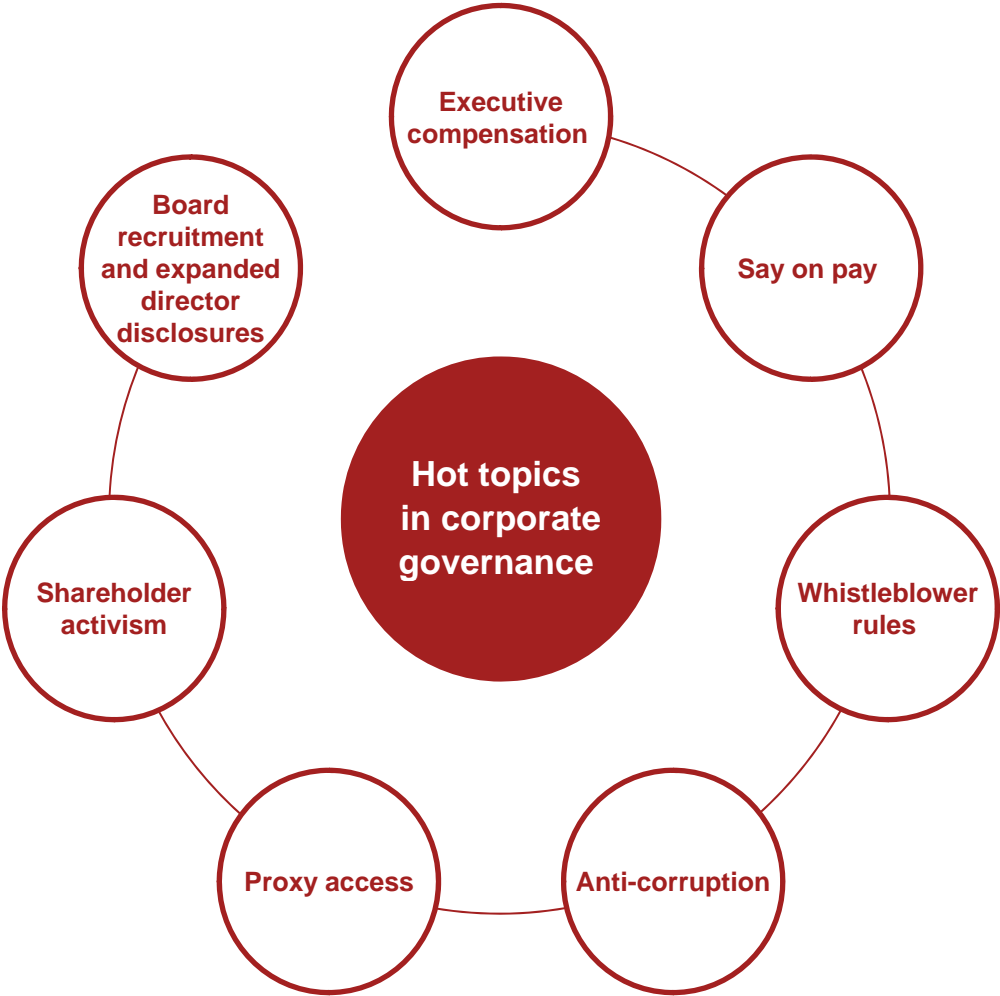 Executive
compensation
Say on pay
Whistleblower
rules
Anti-corruption
Proxy access
Shareholder
activism
Board
recruitment
and expanded
director
disclosures
Hot topics
in corporate
governance